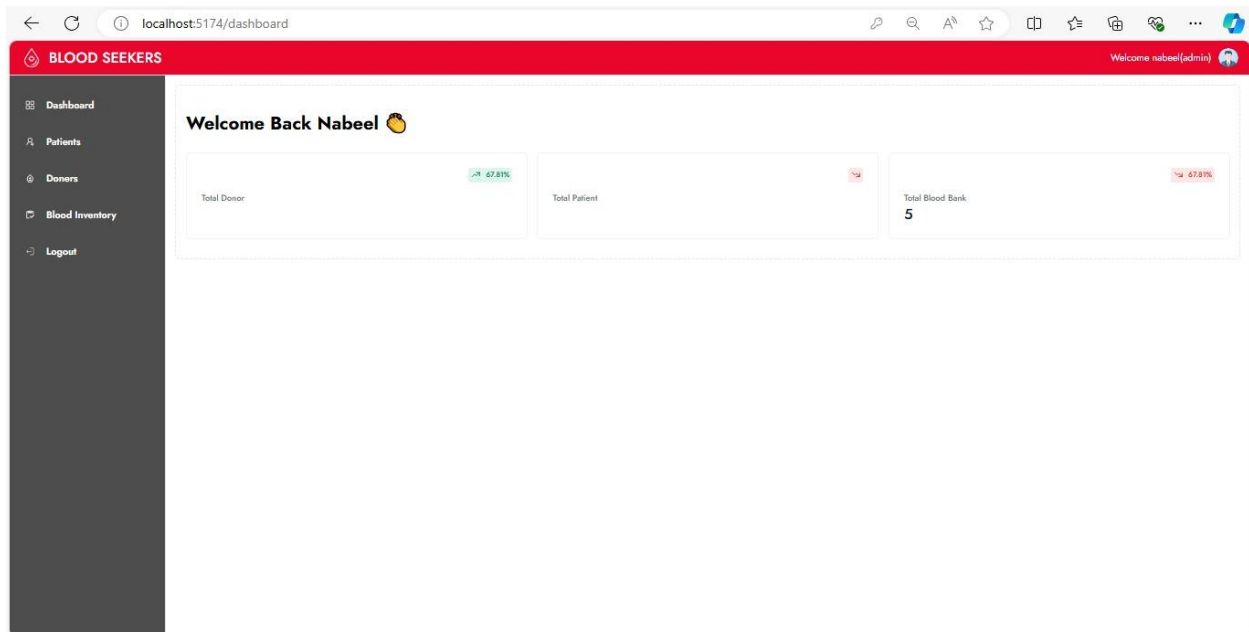 localhost:5174/dashboard
BLOOD SEEKERS
Welcome nabeel(admin)
Dashboard
Patients
Doners
Blood Inventory
Logout
Welcome Back Nabeel 👏
67.81%
Total Donor
Total Patient
67.81%
Total Blood Bank
5